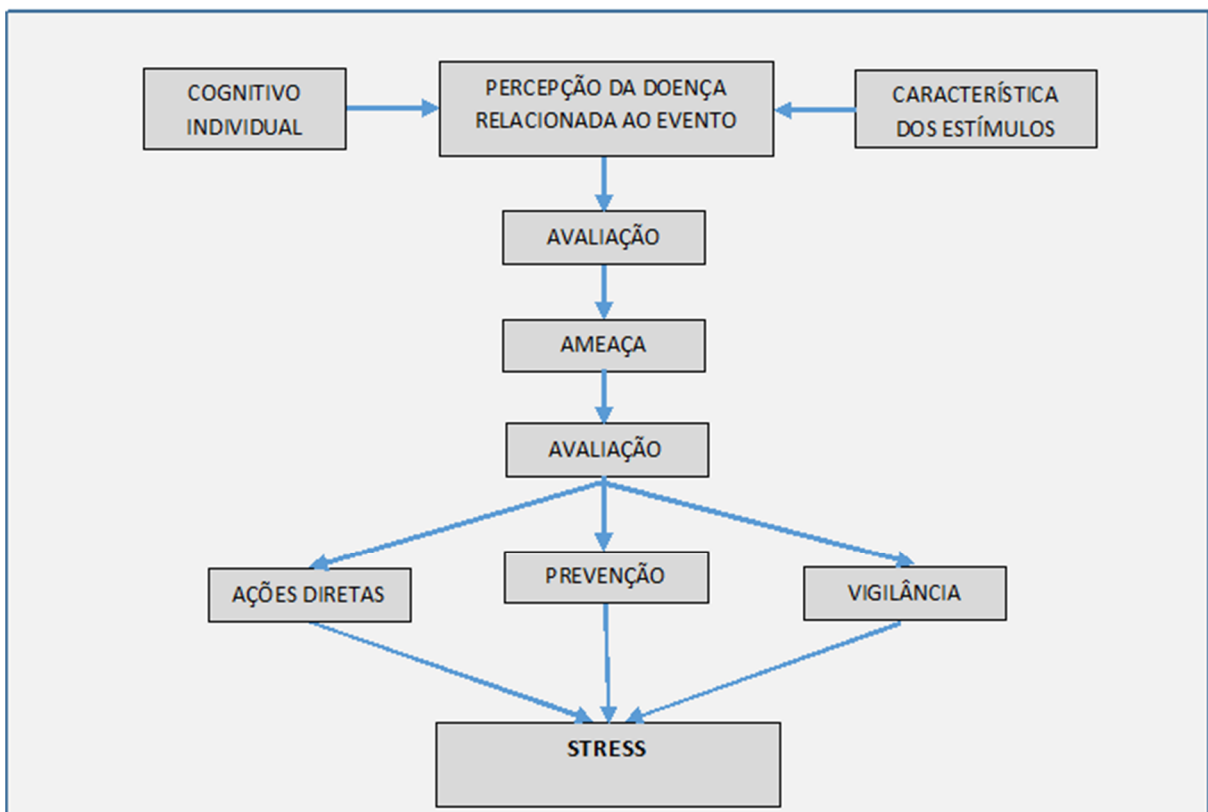 COGNITIVO
INDIVIDUAL
PERCEPÇÃO DA DOENÇA
RELACIONADA AO EVENTO
CARACTERÍSTICA
DOS ESTÍMULOS
AVALIAÇÃO
AMEAÇA
AVALIAÇÃO
AÇÕES DIRETAS
PREVENÇÃO
VIGILÂNCIA
STRESS